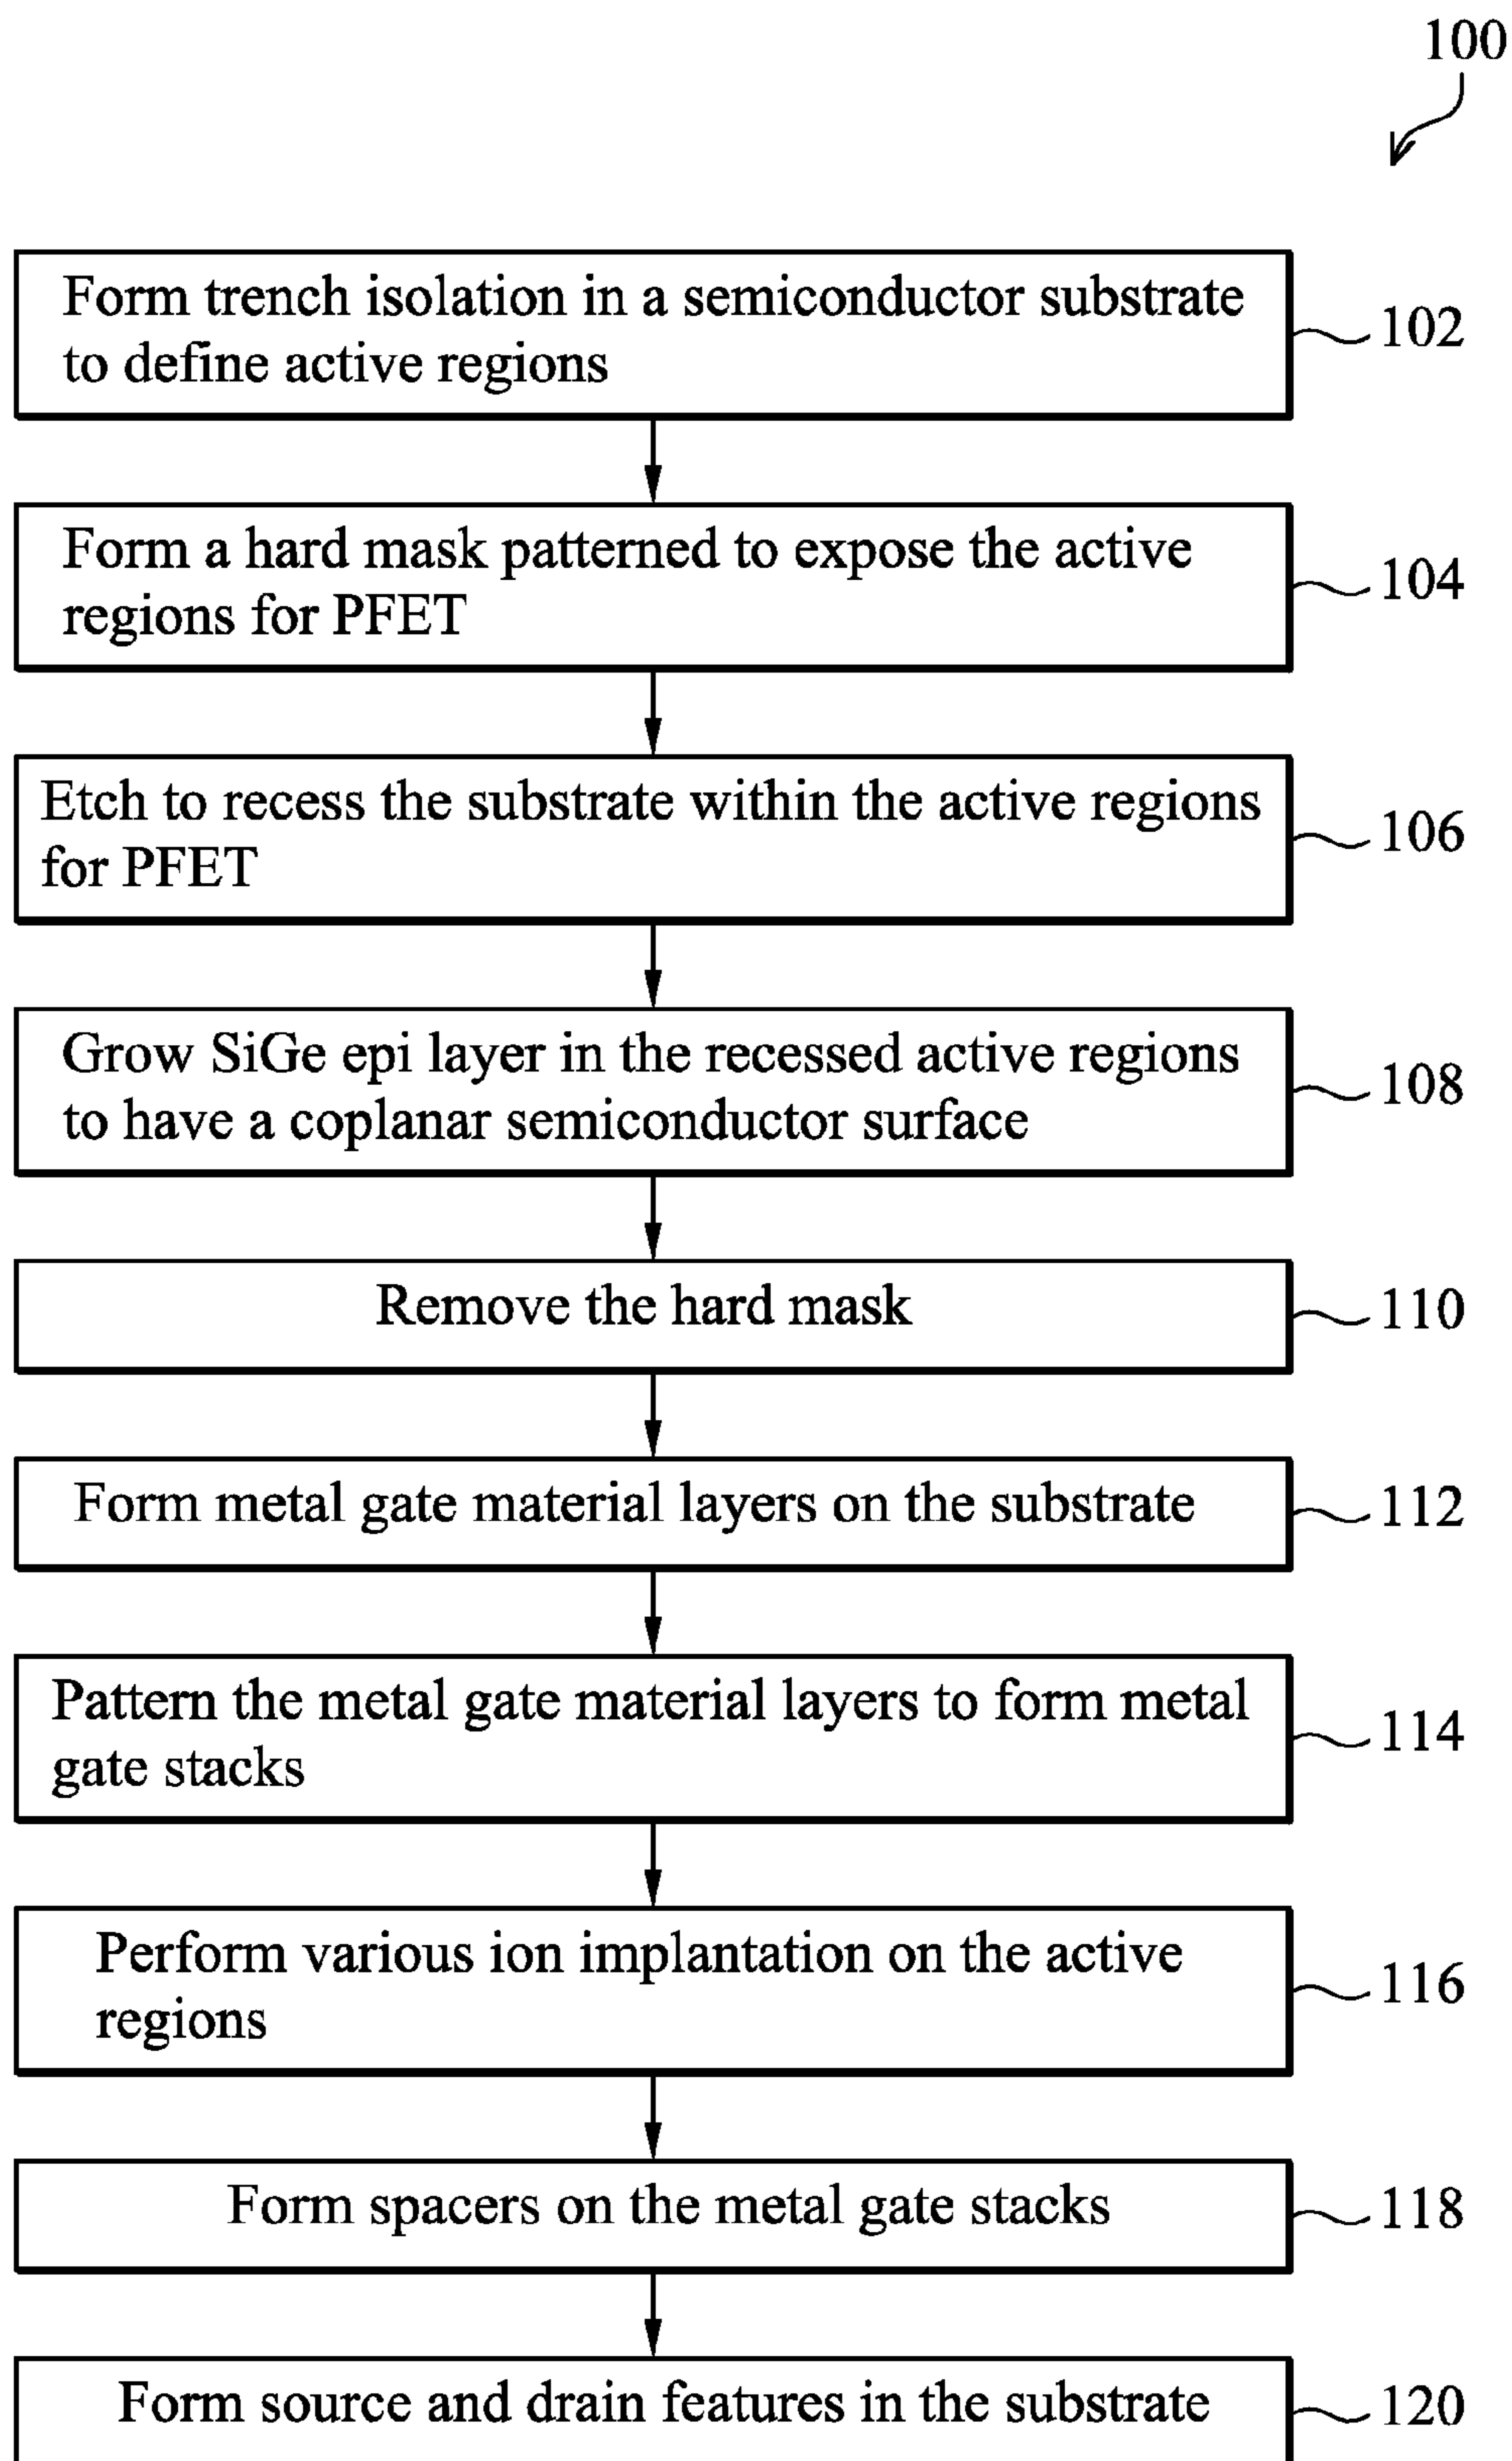 100
Form trench isolation in a semiconductor substrate
to define active regions
102
Form a hard mask patterned to expose the active
regions for PFET
104
Etch to recess the substrate within the active regions
for PFET
106
Grow SiGe epi layer in the recessed active regions
to have a coplanar semiconductor surface
108
Remove the hard mask
110
Form metal gate material layers on the substrate
112
Pattern the metal gate material layers to form metal
gate stacks
114
Perform various ion implantation on the active
regions
116
Form spacers on the metal gate stacks
118
Form source and drain features in the substrate
120